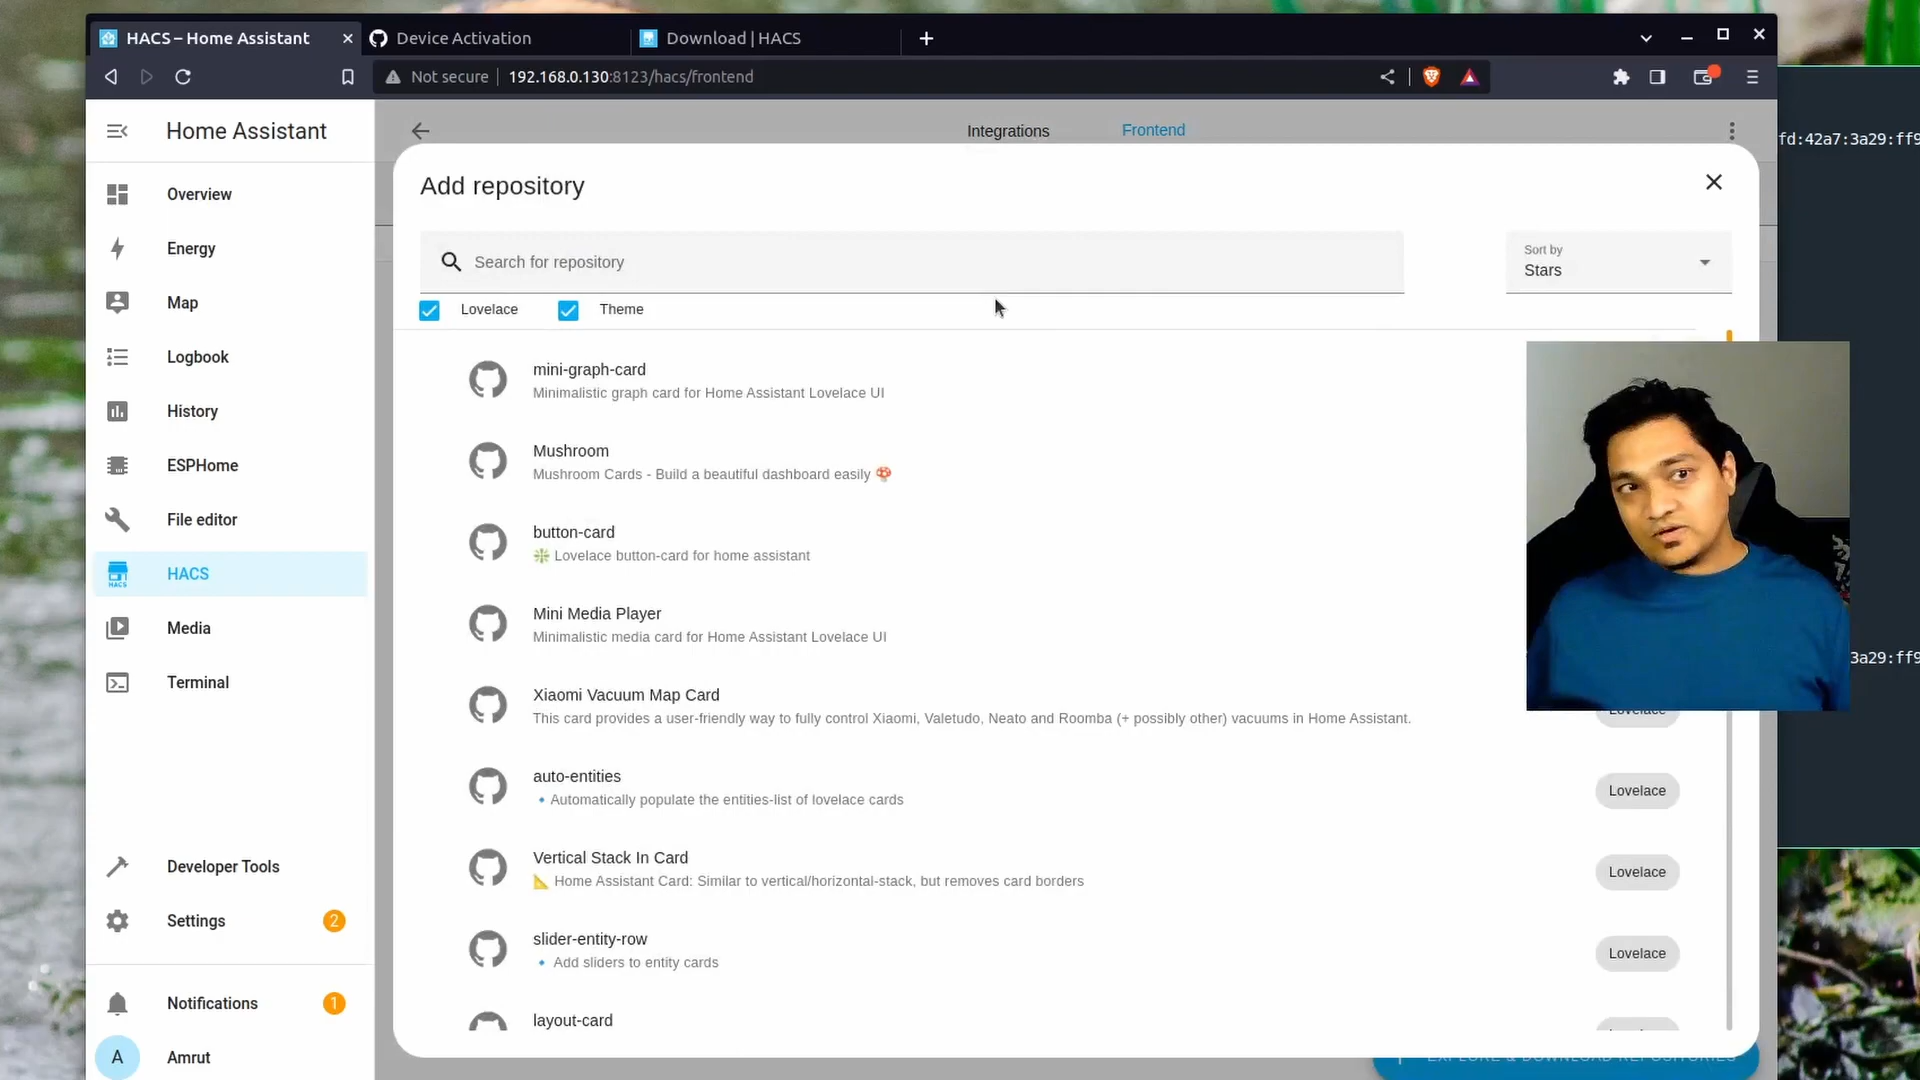 HACS – Home Assistant
Device Activation
Download | HACS
Not secure
192.168.0.130:8123/hacs/frontend
Home Assistant
Integrations
Frontend
fd:42a7:3a29:ff9
Add repository
Search for repository
Sort by
Stars
Lovelace
Theme
Overview
Energy
Map
Logbook
History
ESPHome
File editor
HACS
HACS
Media
Terminal
Developer Tools
Settings
2
Notifications
1
A
Amrut
mini-graph-card
Minimalistic graph card for Home Assistant Lovelace UI
Mushroom
Mushroom Cards - Build a beautiful dashboard easily 🍄
button-card
❇️ Lovelace button-card for home assistant
Mini Media Player
Minimalistic media card for Home Assistant Lovelace UI
3a29:ff9
Xiaomi Vacuum Map Card
This card provides a user-friendly way to fully control Xiaomi, Valetudo, Neato and Roomba (+ possibly other) vacuums in Home Assistant.
Lovelace
auto-entities
🔹 Automatically populate the entities-list of lovelace cards
Lovelace
Vertical Stack In Card
📐 Home Assistant Card: Similar to vertical/horizontal-stack, but removes card borders
Lovelace
slider-entity-row
🔹 Add sliders to entity cards
Lovelace
layout-card
EXPLORE & DOWNLOAD REPOSITORIES